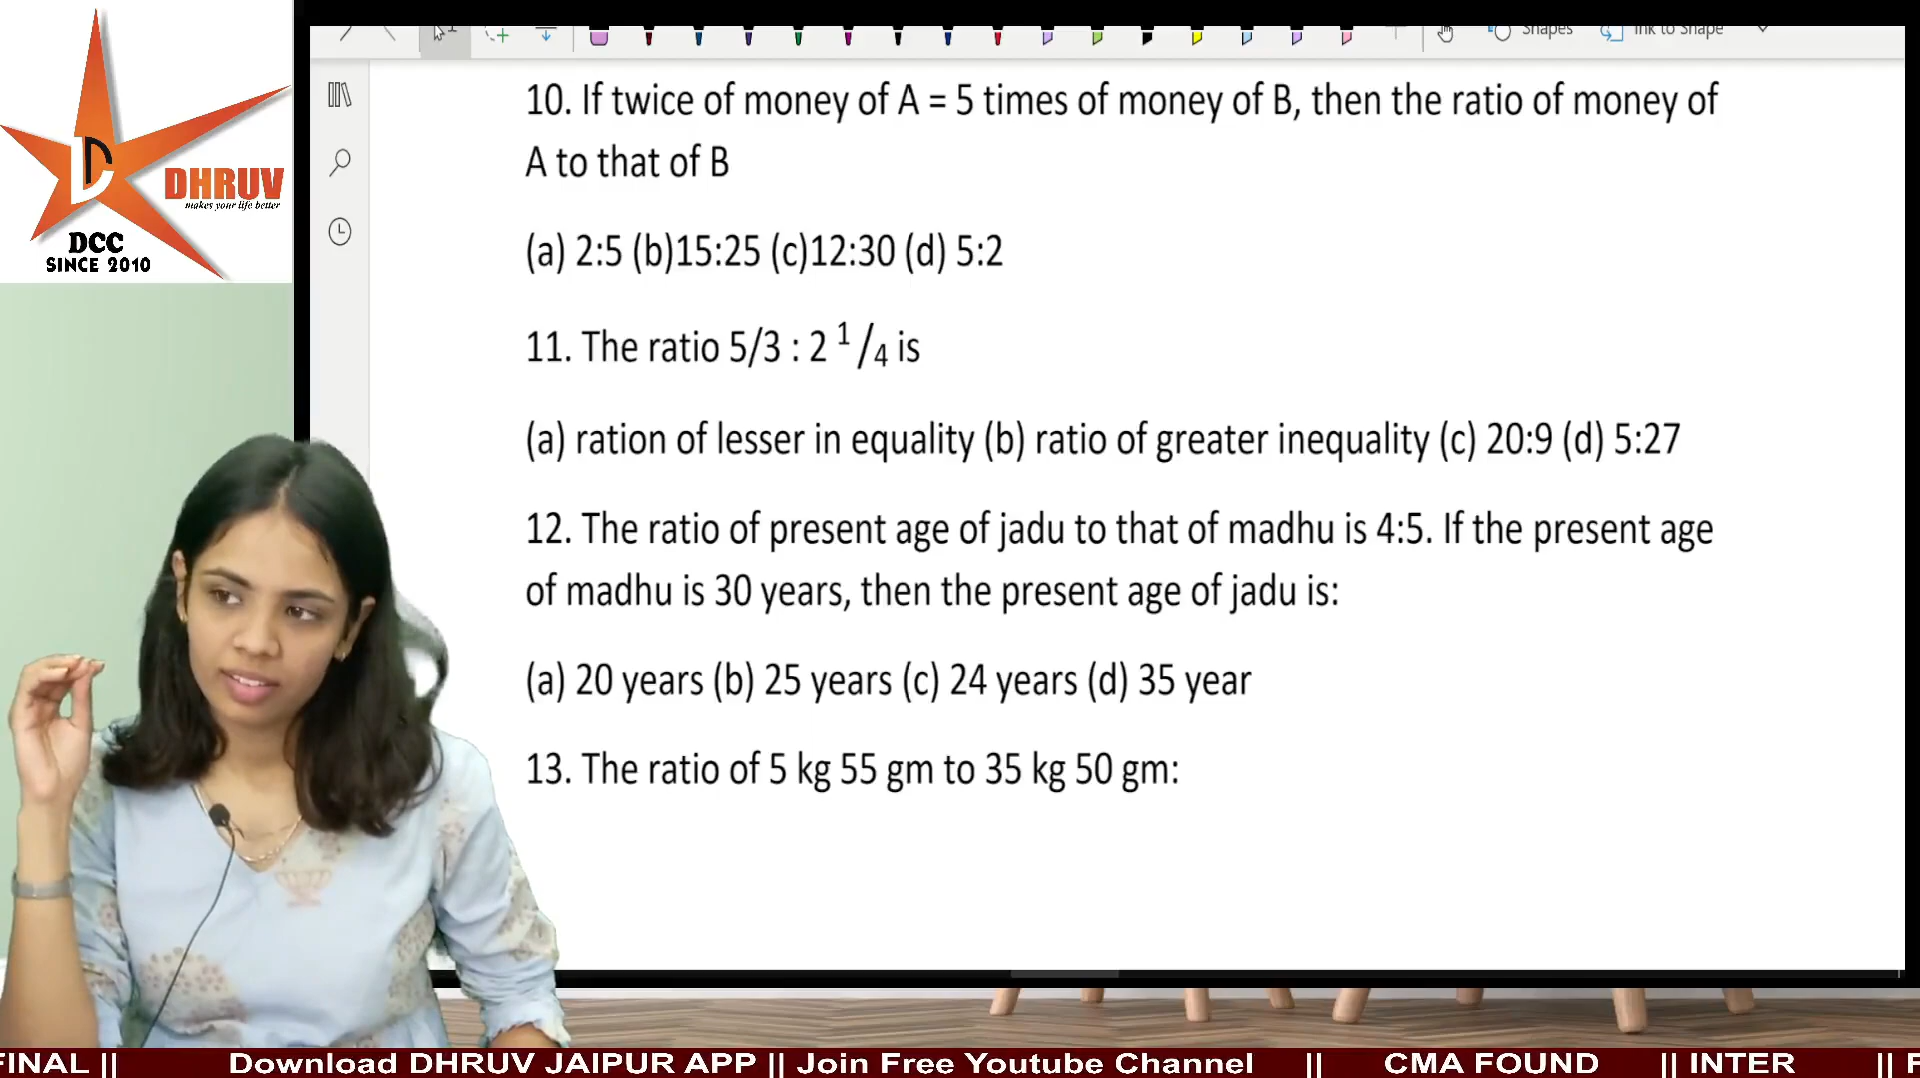 DC
DHRUV
makes your life better
DCC
SINCE 2010
Shapes
Ink to Shape
10. If twice of money of A = 5 times of money of B, then the ratio of money of
A to that of B
(a) 2:5 (b)15:25 (c)12:30 (d) 5:2
11. The ratio 5/3 : 2 1/4 is
(a) ration of lesser in equality (b) ratio of greater inequality (c) 20:9 (d) 5:27
12. The ratio of present age of jadu to that of madhu is 4:5. If the present age
of madhu is 30 years, then the present age of jadu is:
(a) 20 years (b) 25 years (c) 24 years (d) 35 year
13. The ratio of 5 kg 55 gm to 35 kg 50 gm:
FINAL || Download DHRUV JAIPUR APP || Join Free Youtube Channel || CMA FOUND || INTER || F